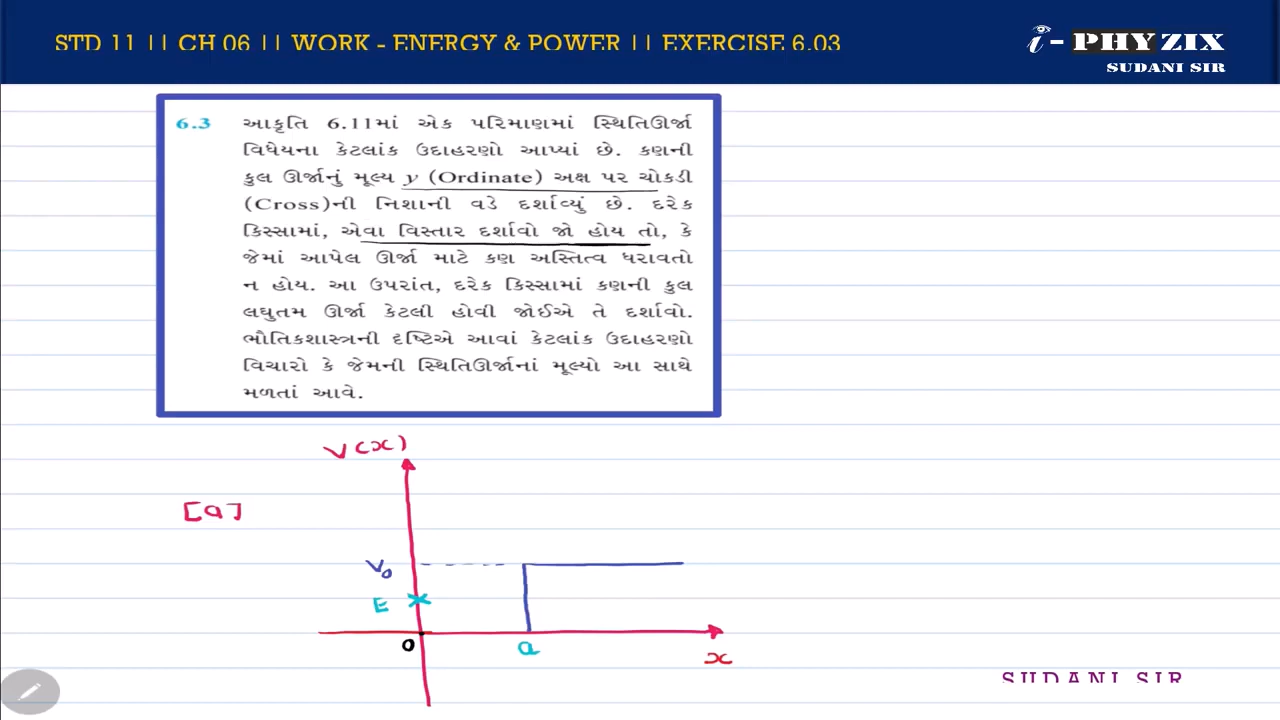 STD 11 || CH 06 || WORK - ENERGY & POWER || EXERCISE 6.03
i - PHYZIX
SUDANI SIR
6.3 આકૃતિ 6.11માં એક પરિમાણમાં સ્થિતિઊર્જા
વિધેયના કેટલાંક ઉદાહરણો આપ્યાં છે. કણની
કુલ ઊર્જાનું મૂલ્ય y (Ordinate) અક્ષ પર ચોકડી
(Cross)ની નિશાની વડે દર્શાવ્યું છે. દરેક
કિસ્સામાં, એવા વિસ્તાર દર્શાવો જો હોય તો, કે
જેમાં આપેલ ઊર્જા માટે કણ અસ્તિત્વ ધરાવતો
ન હોય. આ ઉપરાંત, દરેક કિસ્સામાં કણની કુલ
લઘુતમ ઊર્જા કેટલી હોવી જોઈએ તે દર્શાવો.
ભૌતિકશાસ્ત્રની દૃષ્ટિએ આવાં કેટલાંક ઉદાહરણો
વિચારો કે જેમની સ્થિતિઊર્જાનાં મૂલ્યો આ સાથે
મળતાં આવે.
V(x)
[a]
V₀
E
0
a
x
SUDANI SIR